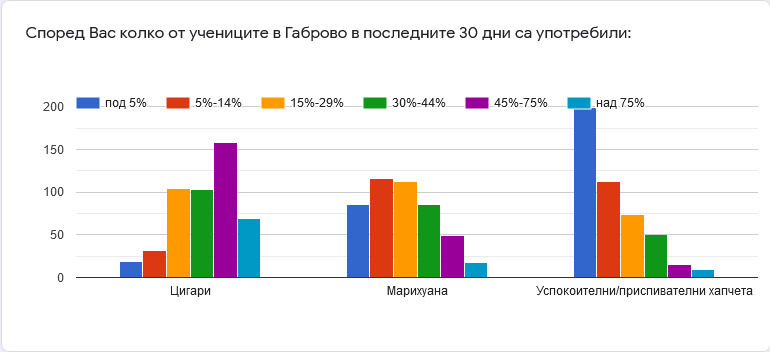 Според Вас колко от учениците в Габрово в последните 30 дни са употребили:
под 5% 5%-14% 15%-29% 30%-44% 45%-75% над 75%
200
150
100
50
0
Цигари Марихуана Успокоителни/приспивателни хапчета